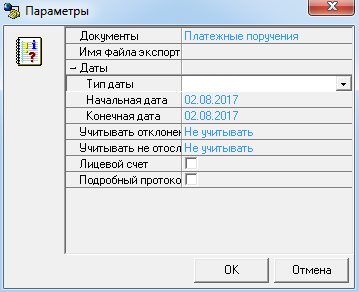 Параметры
Документы Платежные поручения
Имя файла экспорт
Даты
Тип даты
Начальная дата 02.08.2017
Конечная дата 02.08.2017
Учитывать отклонен Не учитывать
Учитывать не отосл Не учитывать
Лицевой счет
Подробный протоко
OK Отмена